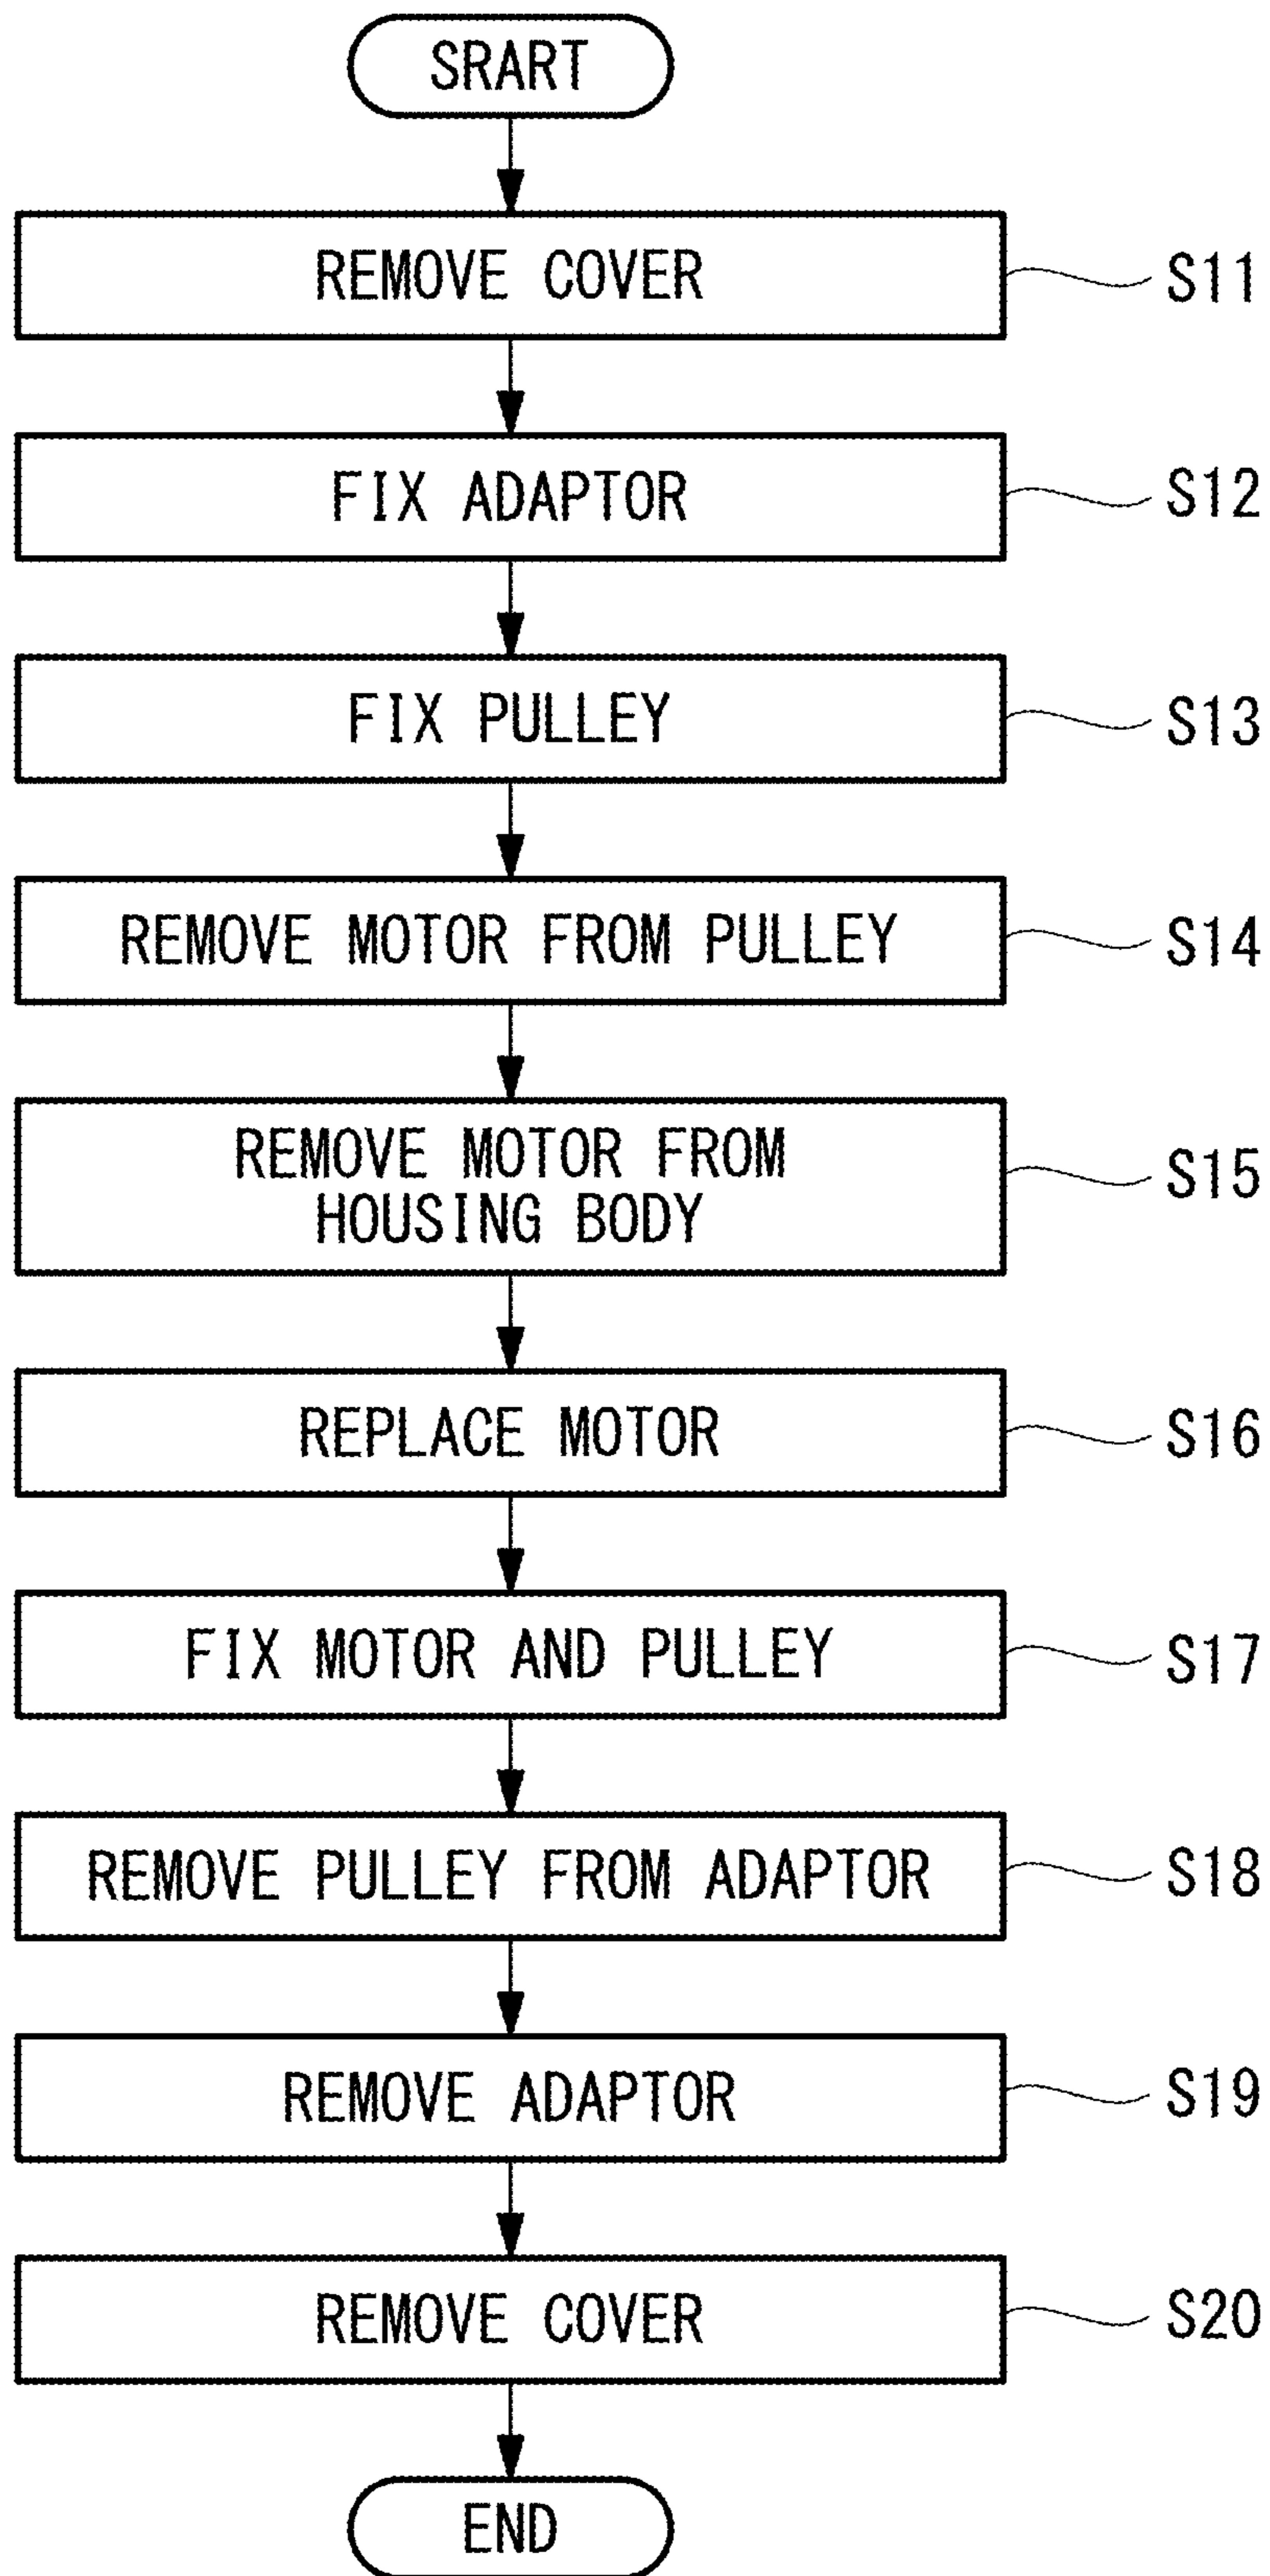 SRART
REMOVE COVER
S11
FIX ADAPTOR
S12
FIX PULLEY
S13
REMOVE MOTOR FROM PULLEY
S14
REMOVE MOTOR FROM
HOUSING BODY
S15
REPLACE MOTOR
S16
FIX MOTOR AND PULLEY
S17
REMOVE PULLEY FROM ADAPTOR
S18
REMOVE ADAPTOR
S19
REMOVE COVER
S20
END